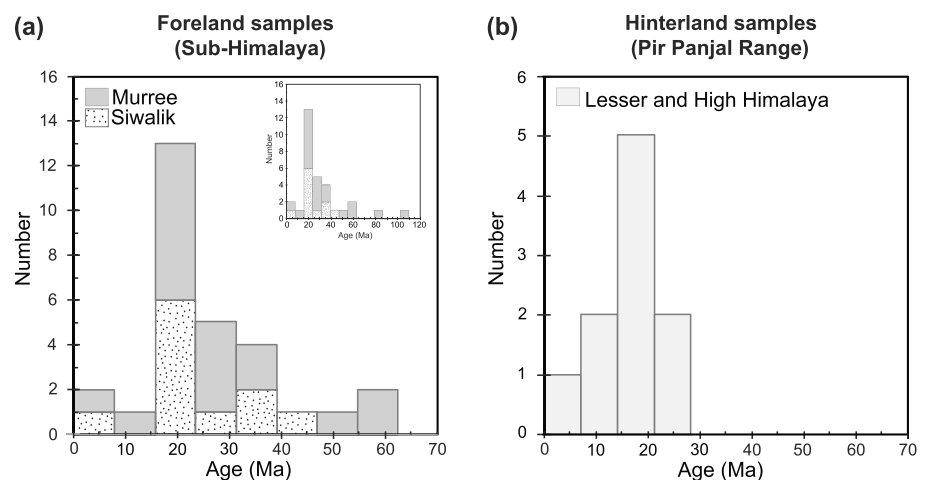 (a)
Foreland samples
(Sub-Himalaya)
16
14
12
10
8
6
4
2
0
Number
Murree
Siwalik
16
14
12
10
8
6
4
2
0
Number
0 20 40 60 80 100 120
Age (Ma)
0 10 20 30 40 50 60 70
Age (Ma)
(b)
Hinterland samples
(Pir Panjal Range)
6
5
4
3
2
1
0
Number
Lesser and High Himalaya
0 10 20 30 40 50 60 70
Age (Ma)